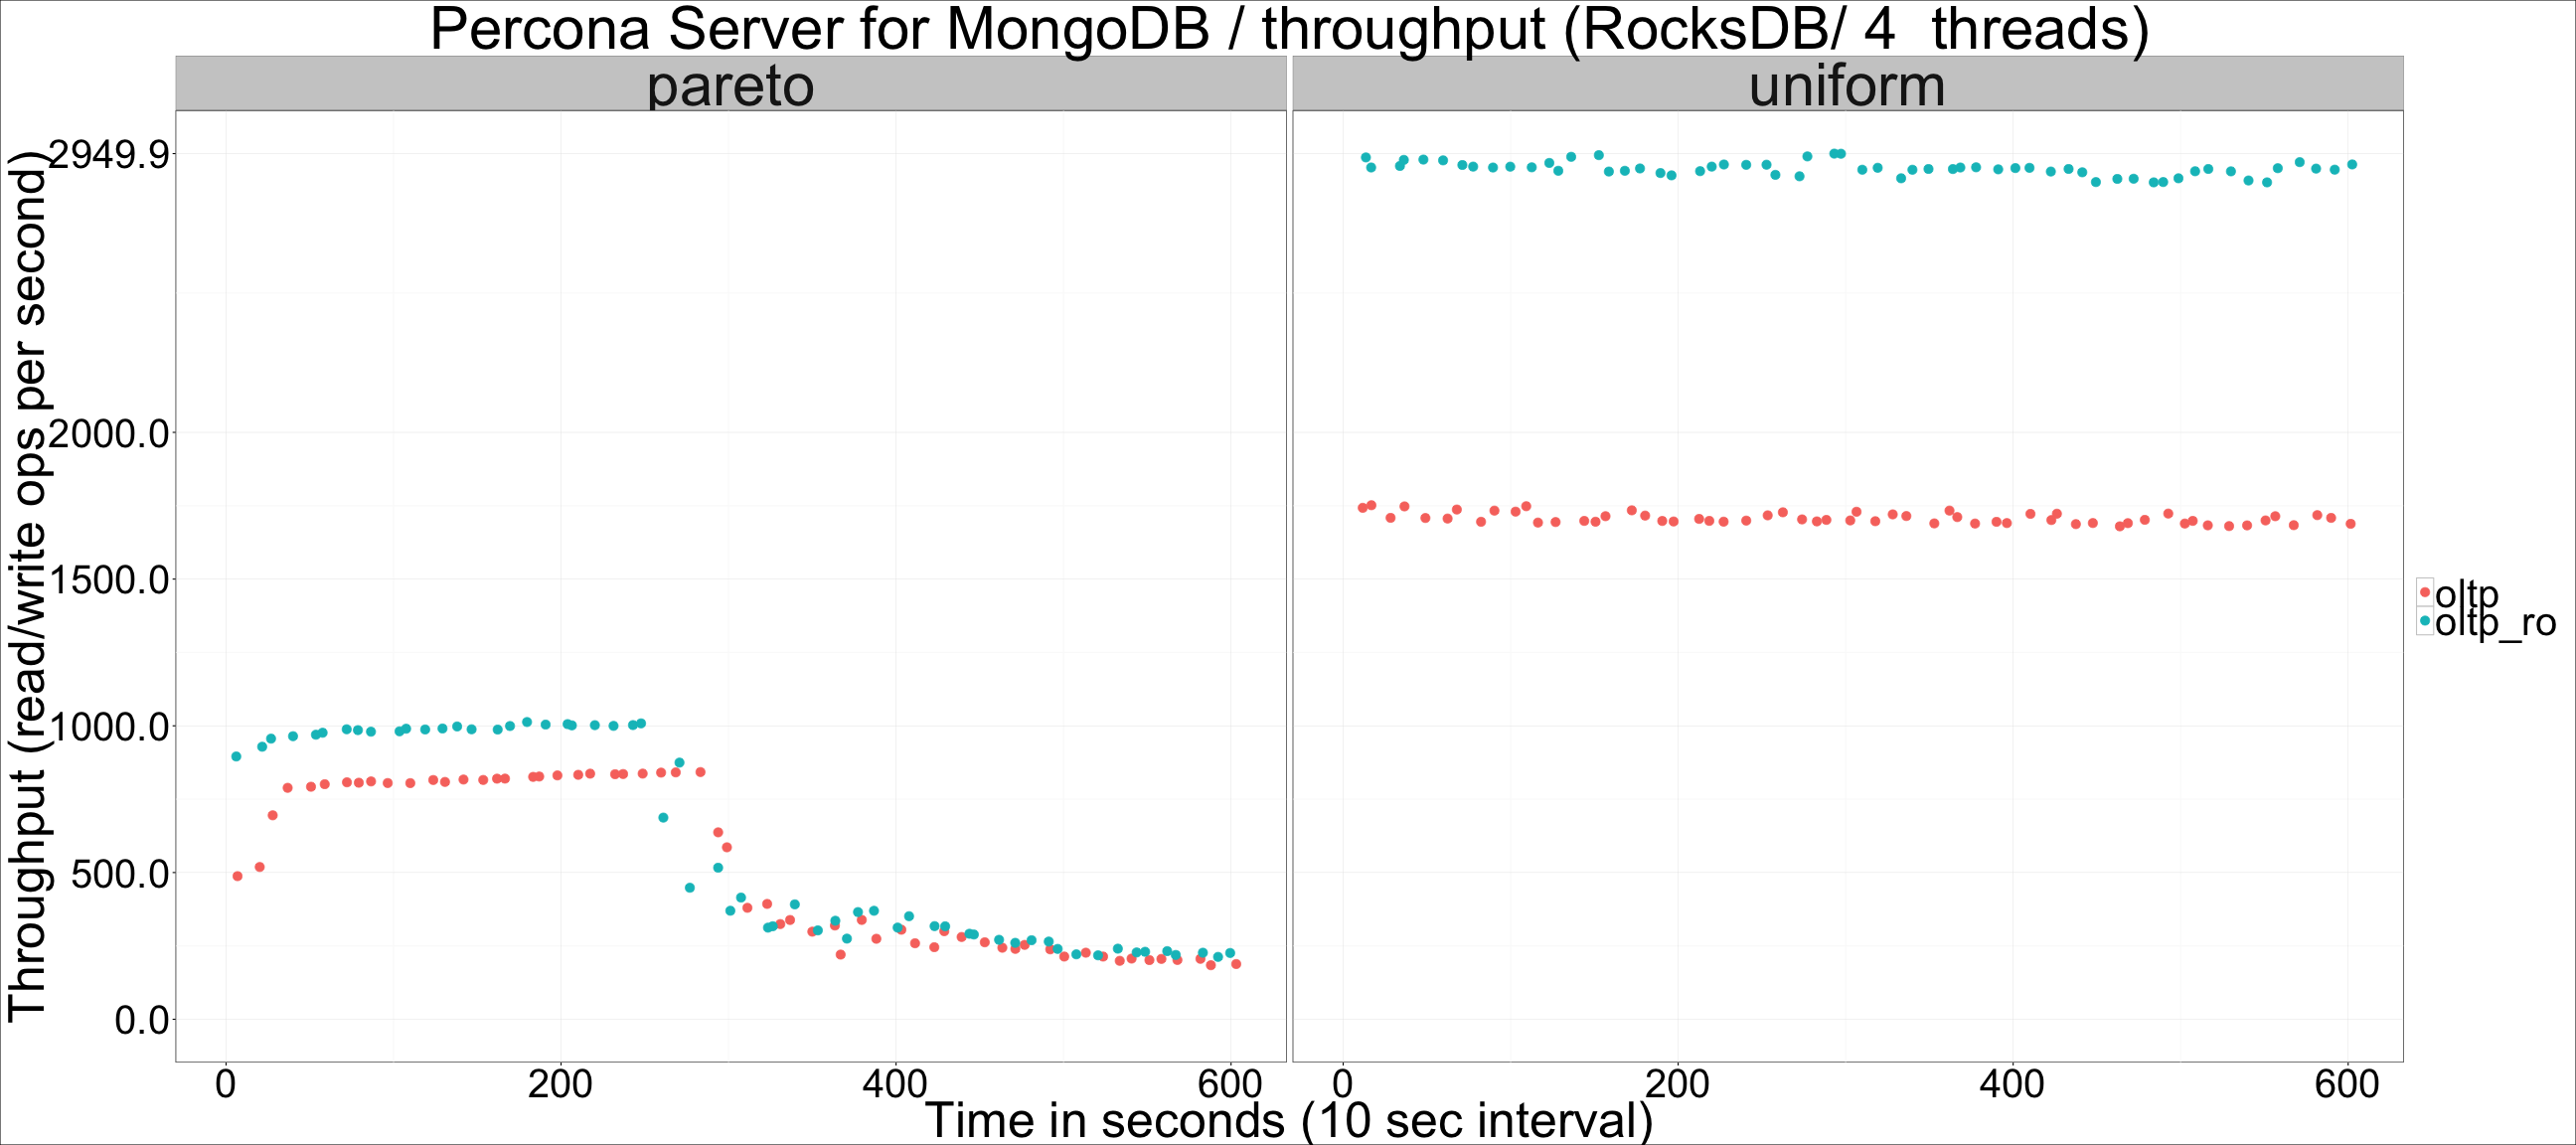 Percona Server for MongoDB / throughput (RocksDB/ 4  threads)
pareto
uniform
Throughput (read/write ops per second)
2949.9
2000.0
1500.0
1000.0
500.0
0.0
0 200 400 600
0 200 400 600
Time in seconds (10 sec interval)
oltp
oltp_ro